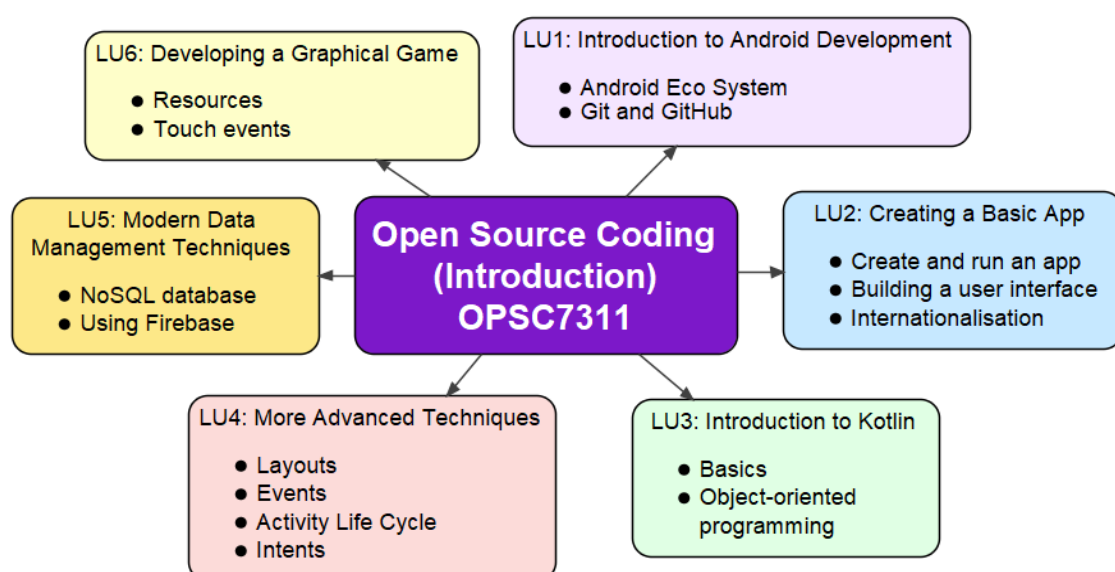 LU6: Developing a Graphical Game
● Resources
● Touch events
LU1: Introduction to Android Development
● Android Eco System
● Git and GitHub
LU5: Modern Data
Management Techniques
● NoSQL database
● Using Firebase
Open Source Coding
(Introduction)
OPSC7311
LU2: Creating a Basic App
● Create and run an app
● Building a user interface
● Internationalisation
LU4: More Advanced Techniques
● Layouts
● Events
● Activity Life Cycle
● Intents
LU3: Introduction to Kotlin
● Basics
● Object-oriented
programming